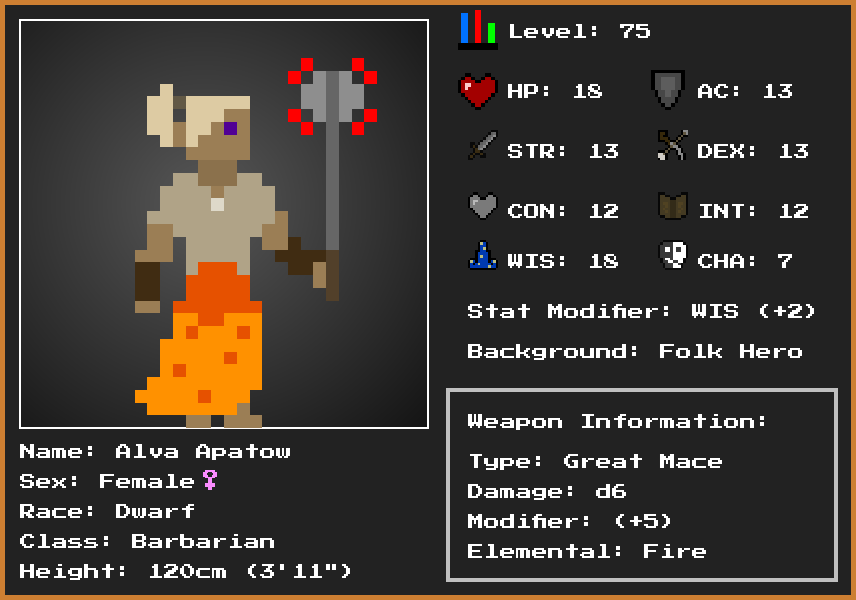 Level: 75
HP: 18
AC: 13
STR: 13
DEX: 13
CON: 12
INT: 12
WIS: 18
CHA: 7
Stat Modifier: WIS (+2)
Background: Folk Hero
Name: Alva Apatow
Sex: Female♀
Race: Dwarf
Class: Barbarian
Height: 120cm (3'11")
Weapon Information:
Type: Great Mace
Damage: d6
Modifier: (+5)
Elemental: Fire